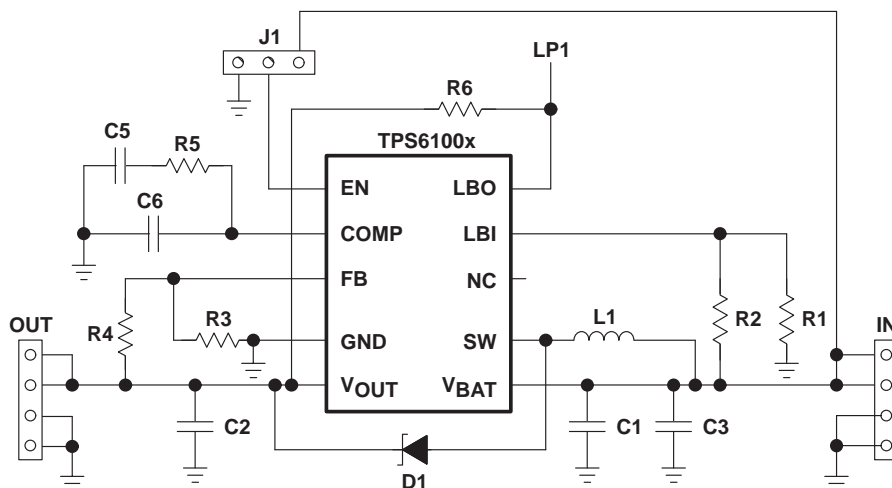 J1
LP1
R6
C5
R5
TPS6100x
EN
LBO
C6
COMP
LBI
FB
NC
OUT
R4
R3
GND
SW
L1
R2
R1
IN
VOUT
VBAT
C2
C1
C3
D1